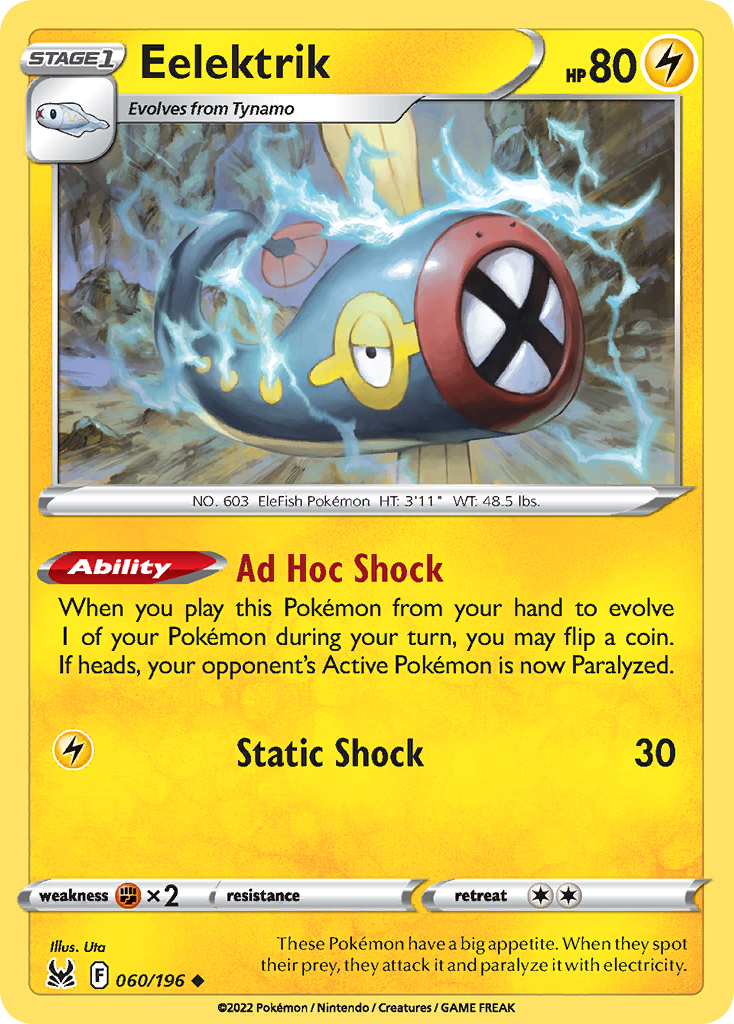 STAGE1
Eelektrik
HP80
Evolves from Tynamo
NO. 603 EleFish Pokémon HT: 3'11" WT: 48.5 lbs.
Ability Ad Hoc Shock
When you play this Pokémon from your hand to evolve
1 of your Pokémon during your turn, you may flip a coin.
If heads, your opponent's Active Pokémon is now Paralyzed.
Static Shock 30
weakness ×2 resistance retreat
Illus. Uta
These Pokémon have a big appetite. When they spot
their prey, they attack it and paralyze it with electricity.
F 060/196
©2022 Pokémon / Nintendo / Creatures / GAME FREAK